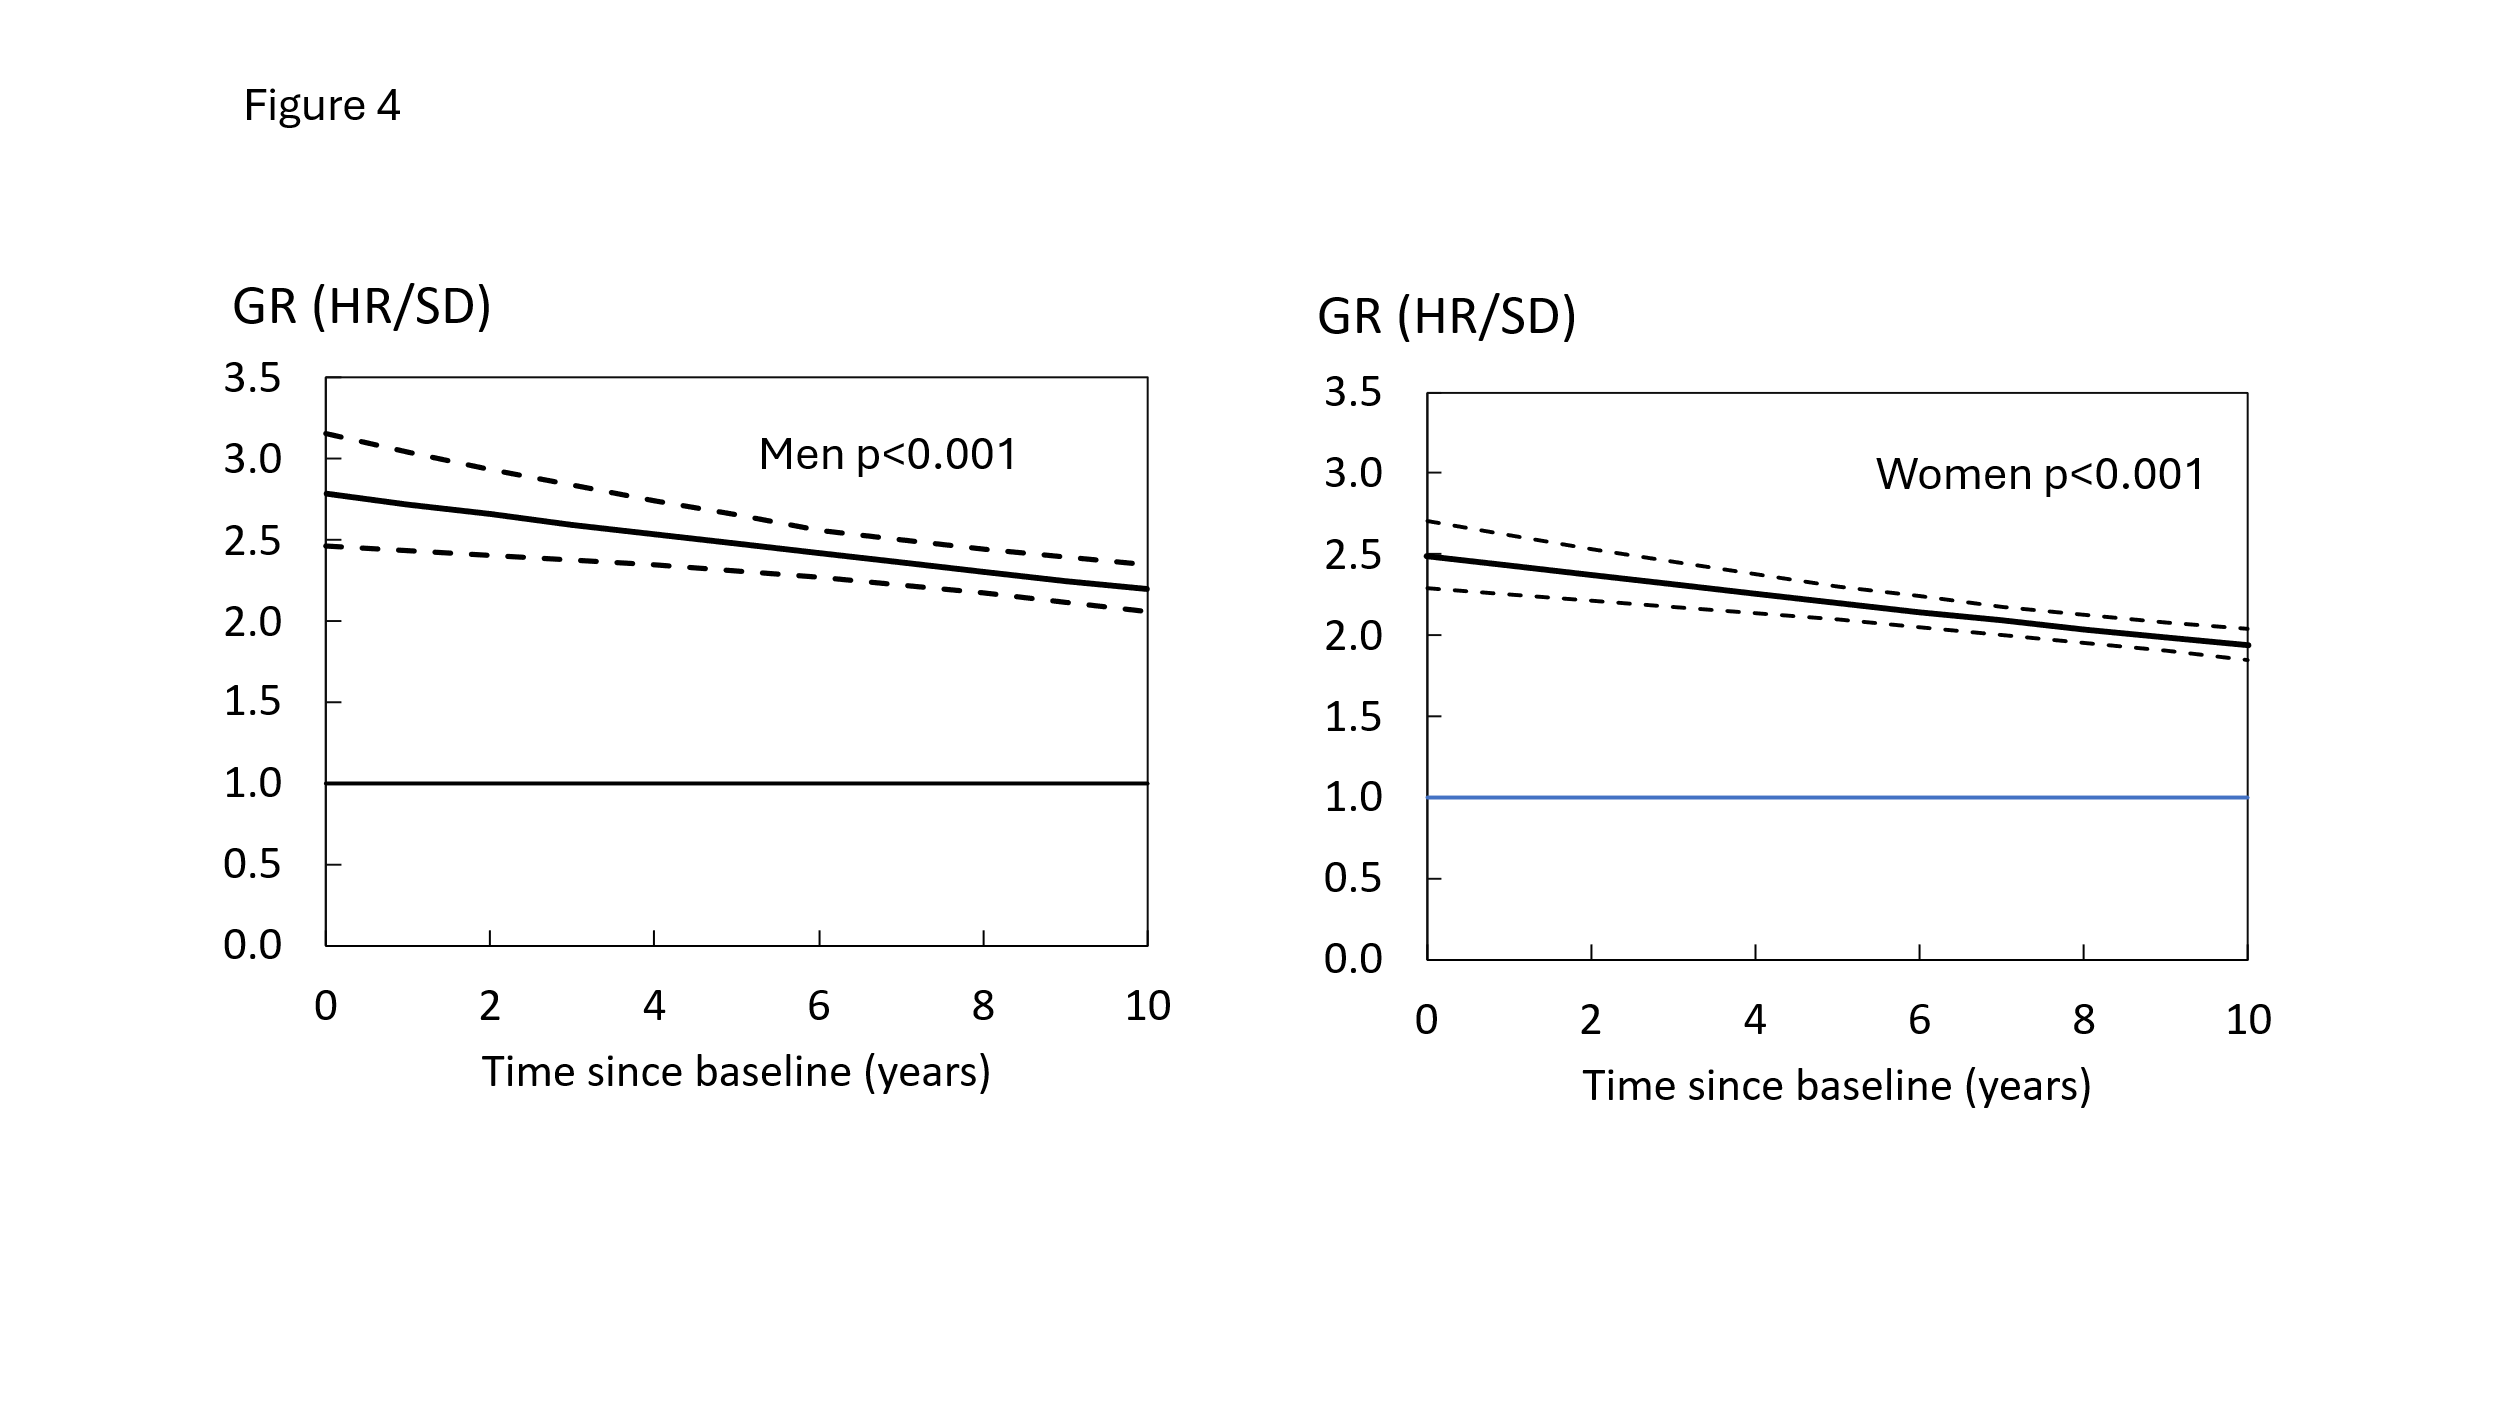 Figure 4
GR (HR/SD)
3.5
3.0
2.5
2.0
1.5
1.0
0.5
0.0
Men p<0.001
0 2 4 6 8 10
Time since baseline (years)
GR (HR/SD)
3.5
3.0
2.5
2.0
1.5
1.0
0.5
0.0
Women p<0.001
0 2 4 6 8 10
Time since baseline (years)